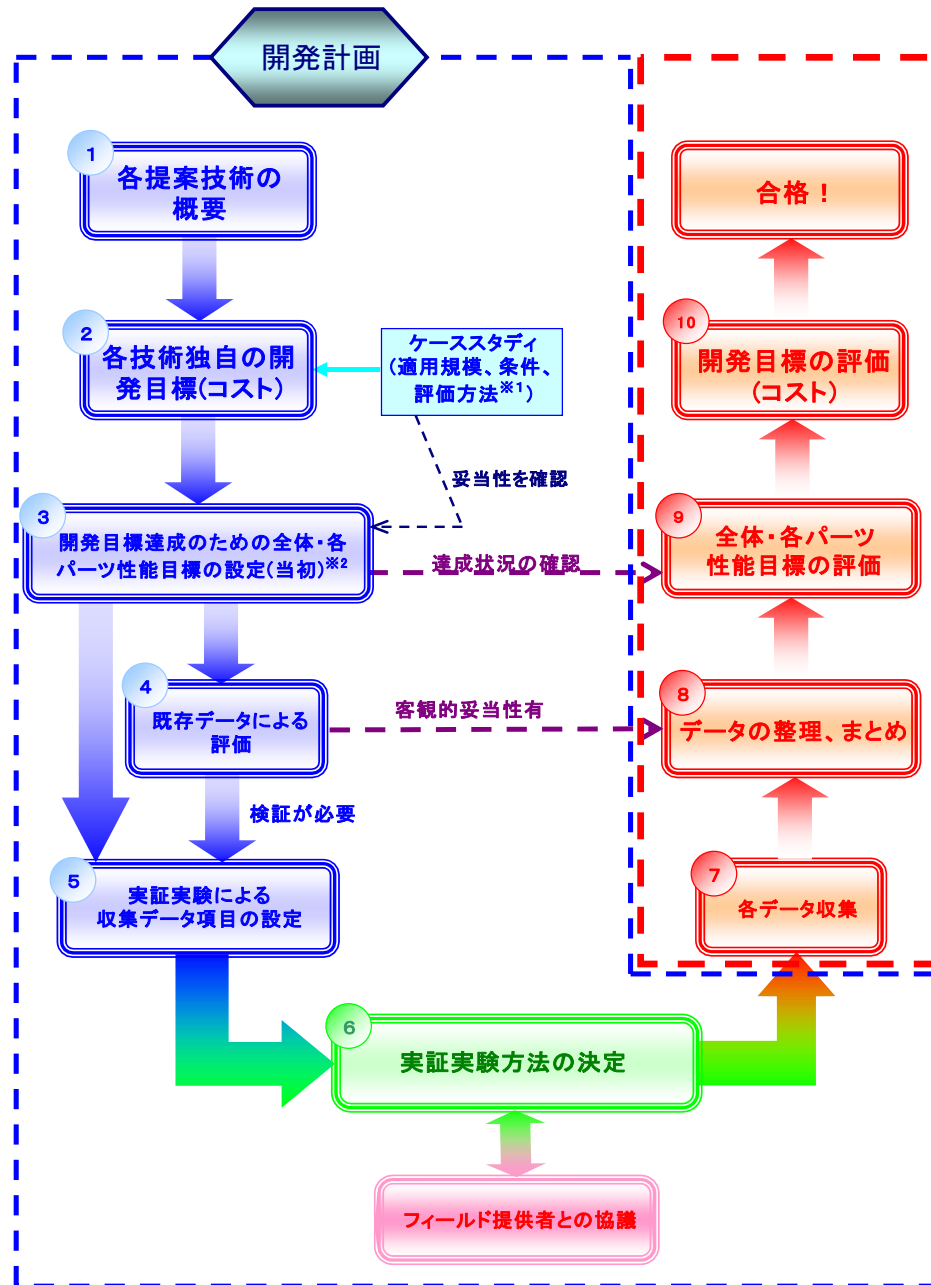 開発計画
1
各提案技術の
概要
2
各技術独自の開
発目標(コスト)
ケーススタディ
(適用規模、条件、
評価方法※1)
妥当性を確認
3
開発目標達成のための全体・各
パーツ性能目標の設定(当初)※2
達成状況の確認
4
既存データによる
評価
客観的妥当性有
検証が必要
5
実証実験による
収集データ項目の設定
6
実証実験方法の決定
フィールド提供者との協議
合格！
10
開発目標の評価
(コスト)
9
全体・各パーツ
性能目標の評価
8
データの整理、まとめ
7
各データ収集